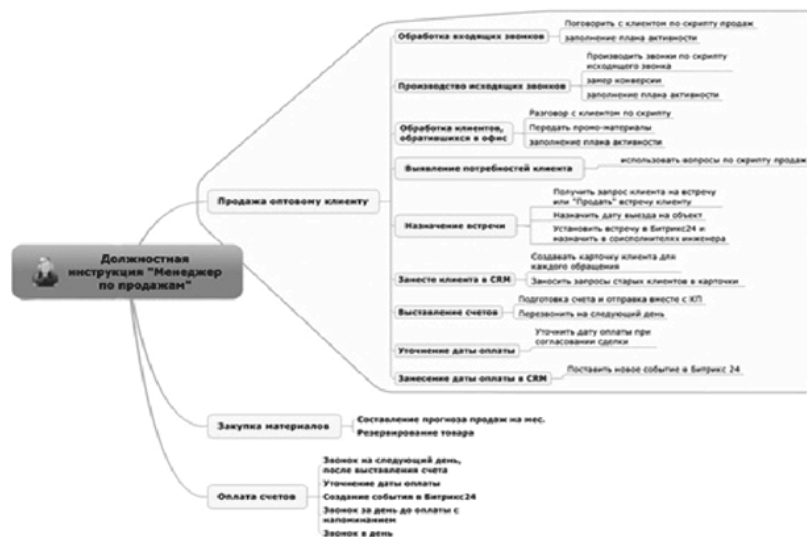 Поговорить с клиентом по скрипту продаж
Обработка входящих звонков
заполнение плана активности
Производить звонки по скрипту
исходящего звонка
Производство исходящих звонков
замер конверсии
заполнение плана активности
Разговор с клиентом по скрипту
Обработка клиентов,
обратившихся в офис
Передать промо-материалы
заполнение плана активности
Выявление потребностей клиента
использовать вопросы по скрипту продаж
Продажа оптовому клиенту
Получить запрос клиента на встречу
или "Продать" встречу клиенту
Назначение встречи
Назначить дату выезда на объект
Установить встречу в Битрикс24 и
назначить в соисполнителях инженера
Должностная
инструкция "Менеджер
по продажам"
Создавать карточку клиента для
каждого обращения
Занесте клиента в CRM
Заносить запросы старых клиентов в карточки
Выставление счетов
Подготовка счета и отправка вместе с КП
Перезвонить на следующий день
Уточнить дату оплаты при
согласовании сделки
Уточнение даты оплаты
Занесение даты оплаты в CRM
Поставить новое событие в Битрикс 24
Закупка материалов
Составление прогноза продаж на мес.
Резервирование товара
Звонок на следующий день,
после выставления счета
Уточнение даты оплаты
Оплата счетов
Создание события в Битрикс24
Звонок за день до оплаты с
напоминанием
Звонок в день